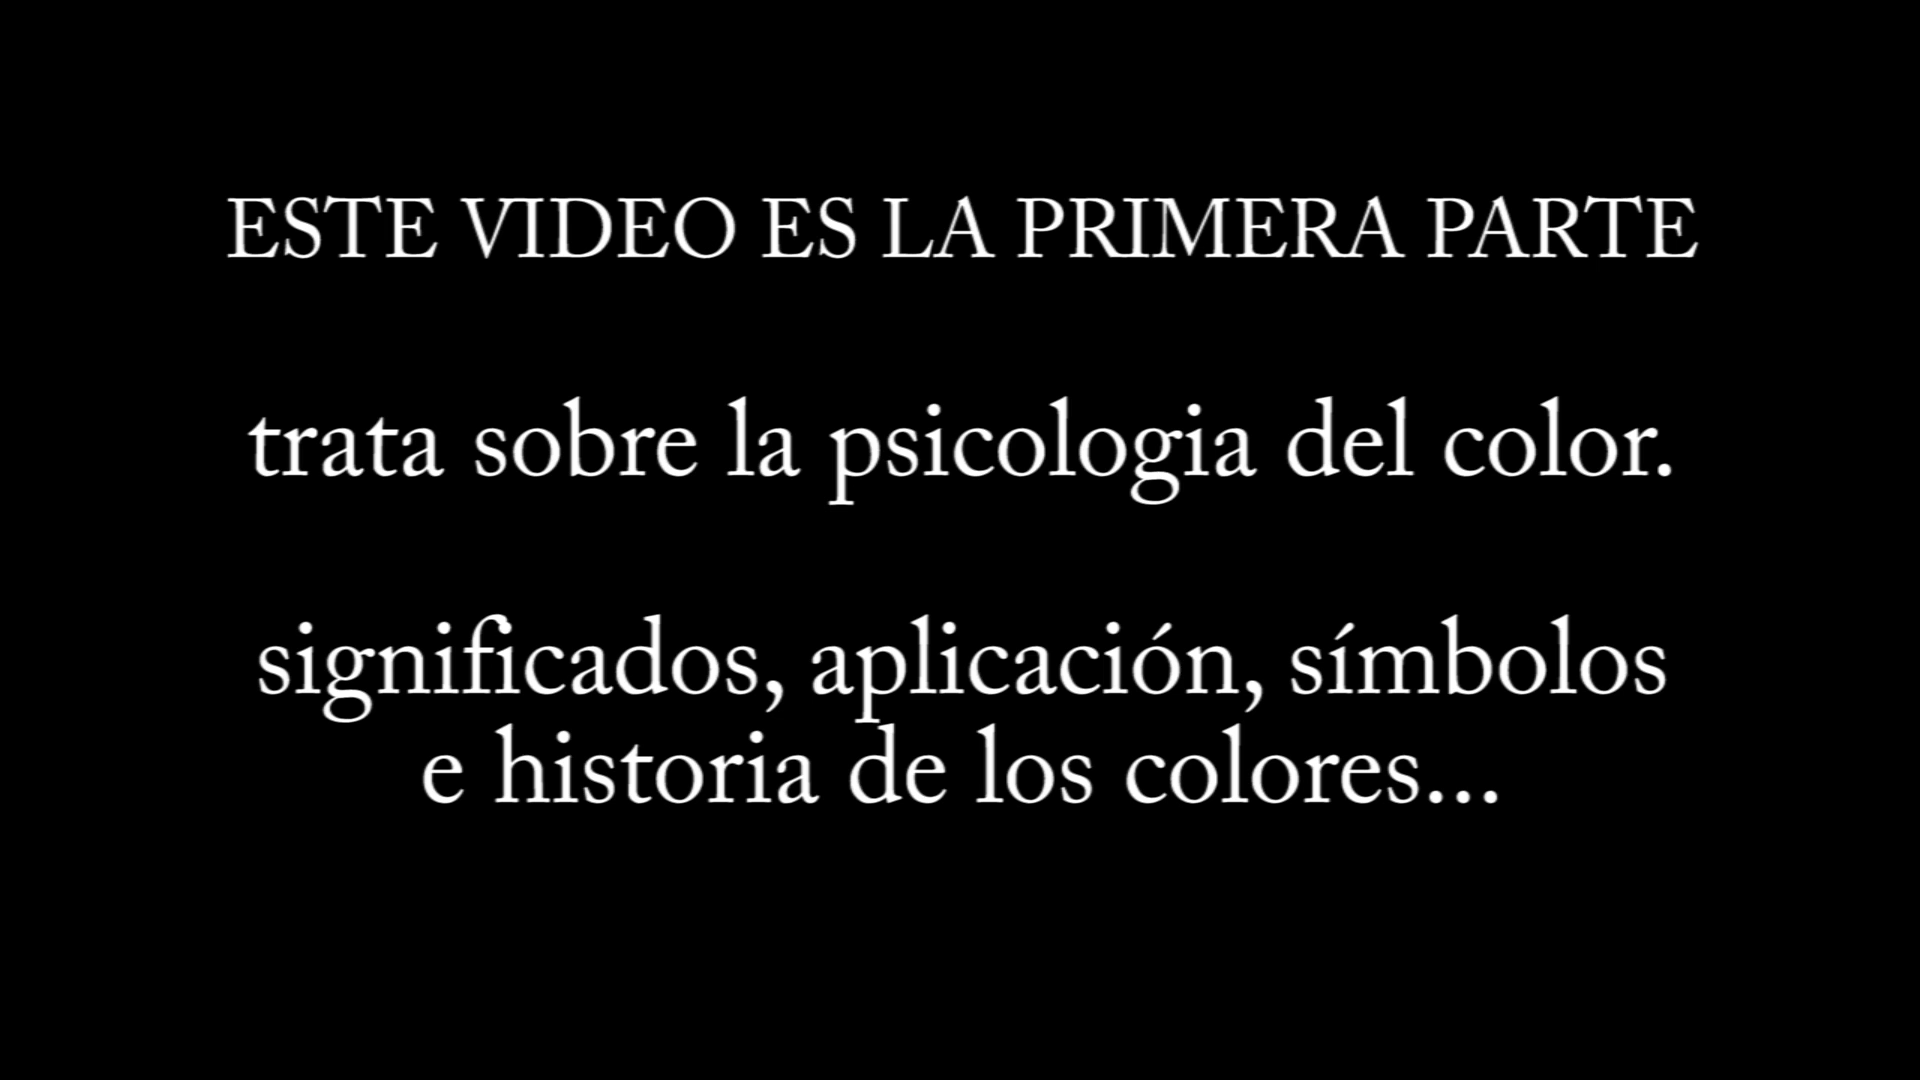 ESTE VIDEO ES LA PRIMERA PARTE
trata sobre la psicologia del color.
significados, aplicación, símbolos
e historia de los colores...